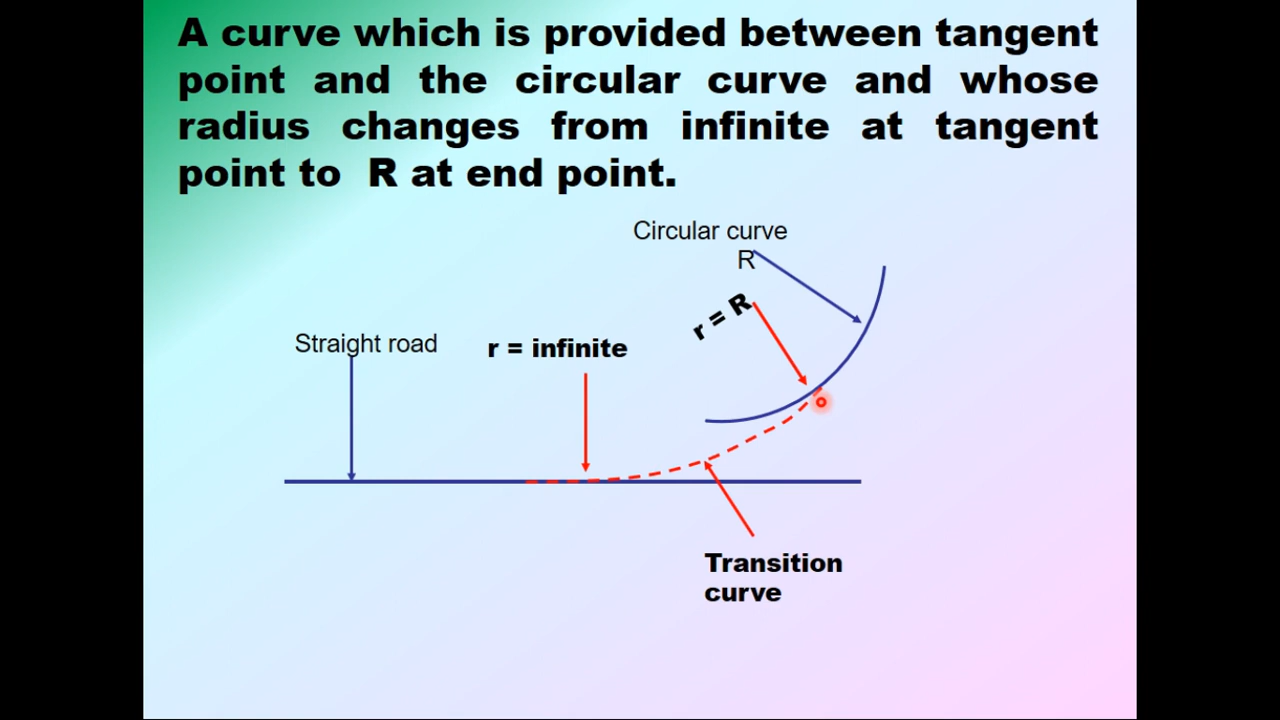 A curve which is provided between tangent
point and the circular curve and whose
radius changes from infinite at tangent
point to R at end point.
Circular curve
R
r = R
Straight road
r = infinite
Transition
curve